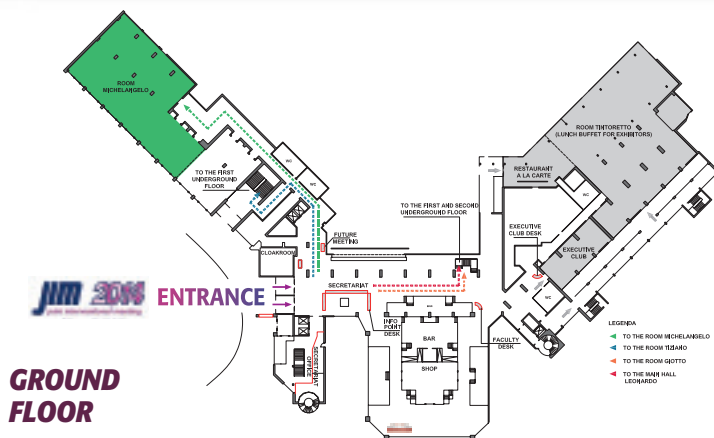 ROOM
MICHELANGELO
ROOM TINTORETTO
(LUNCH BUFFET FOR EXHIBITORS)
WC
RESTAURANT
A LA CARTE
TO THE FIRST
UNDERGROUND
FLOOR
WC
WC
TO THE FIRST AND SECOND
UNDERGROUND FLOOR
EXECUTIVE
CLUB DESK
FUTURE
MEETING
CLOAKROOM
EXECUTIVE
CLUB
SECRETARIAT
WC
JIM 2014
ENTRANCE
INFO
POINT
DESK
BAR
SHOP
FACULTY
DESK
SECRETARIAT
OFFICE
LEGENDA
TO THE ROOM MICHELANGELO
TO THE ROOM TIZIANO
TO THE ROOM GIOTTO
TO THE MAIN HALL
LEONARDO
GROUND
FLOOR